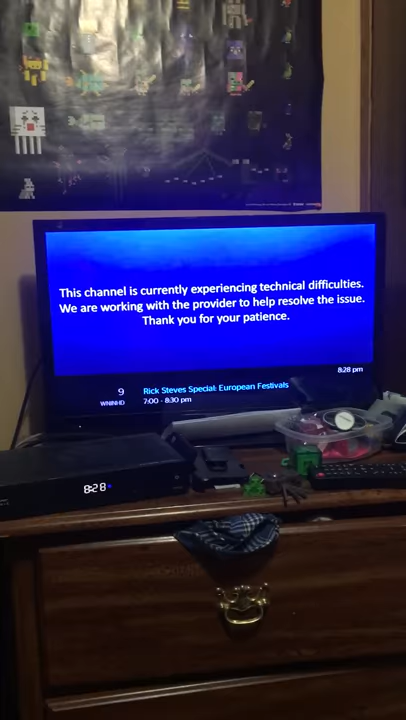 This channel is currently experiencing technical difficulties.
We are working with the provider to help resolve the issue.
Thank you for your patience.
8:28 pm
9 Rick Steves Special: European Festivals
WNINHD 7:00 - 8:30 pm
8:28